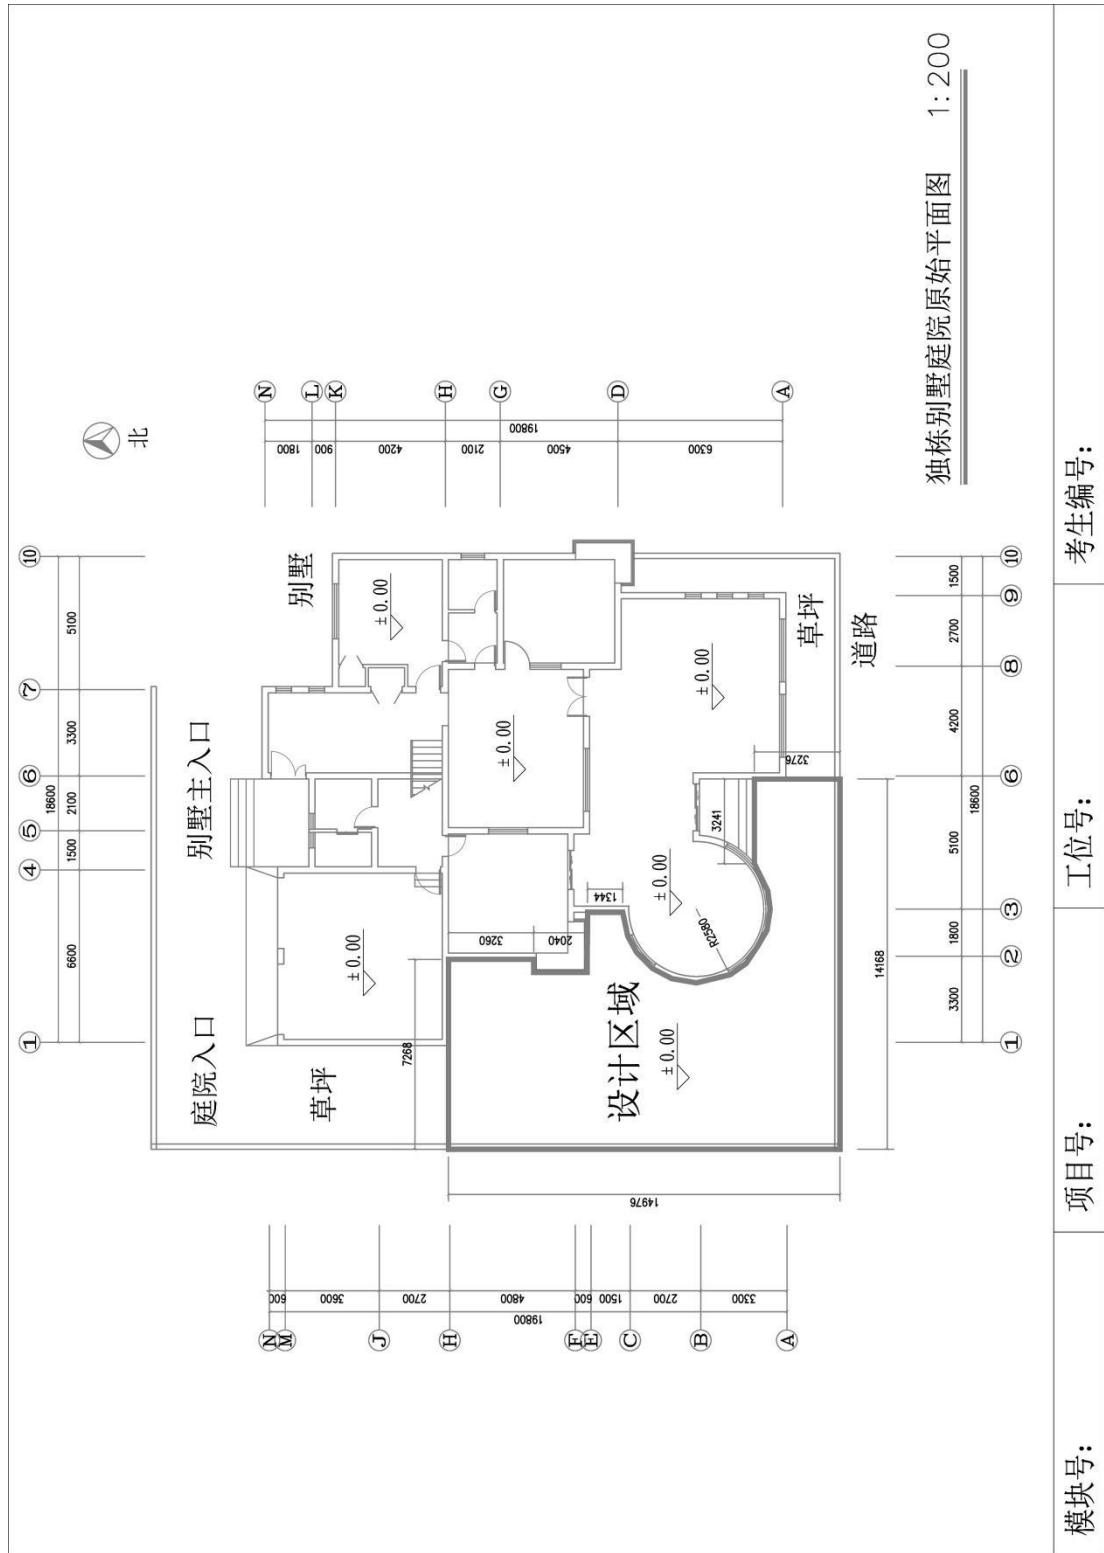 独栋别墅庭院原始平面图 1:200
北
1
7
6
5
4
10
6600
1500
2100
3300
5100
18600
庭院入口
别墅主入口
别墅
草坪
±0.00
±0.00
±0.00
±0.00
±0.00
±0.00
设计区域
7268
3260
2040
1344
R2580
3241
3276
14168
14976
草坪
道路
N
M
J
H
F
E
C
B
A
600
3600
2700
4800
600
1500
2700
3300
19800
N
L
K
H
G
D
A
1800
900
4200
2100
4500
6300
19800
3300
1800
5100
4200
2700
1500
18600
1
2
3
6
8
9
10
模块号：
项目号：
工位号：
考生编号：